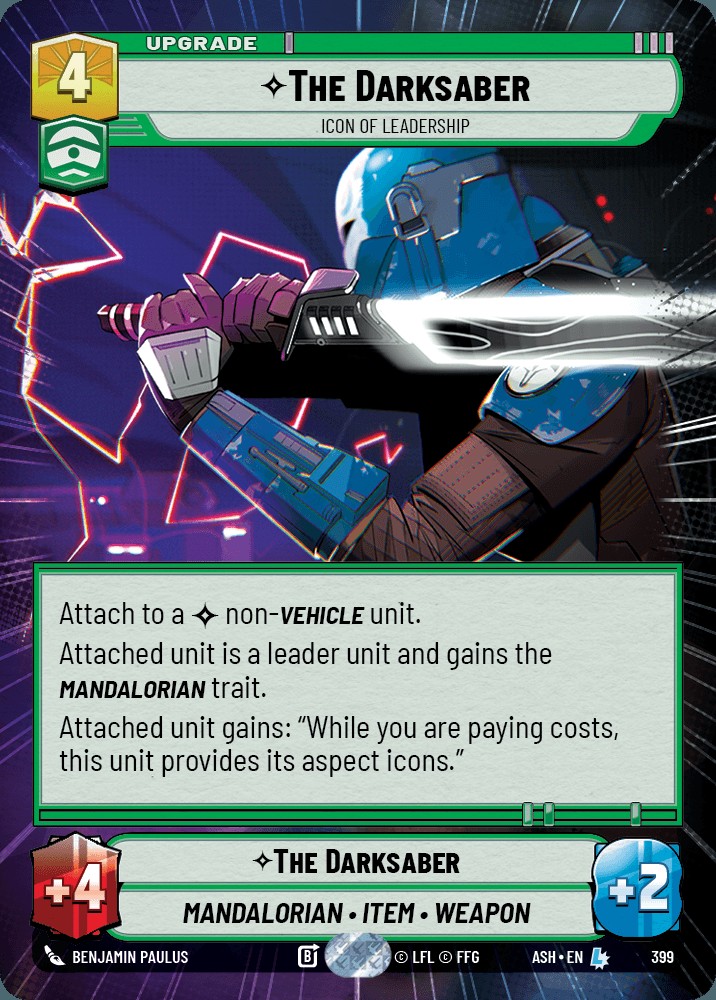 UPGRADE
4
THE DARKSABER
ICON OF LEADERSHIP
Attach to a non-VEHICLE unit.
Attached unit is a leader unit and gains the
MANDALORIAN trait.
Attached unit gains: “While you are paying costs,
this unit provides its aspect icons.”
+4
THE DARKSABER
+2
MANDALORIAN • ITEM • WEAPON
BENJAMIN PAULUS
B
© LFL © FFG
ASH • EN
L
399